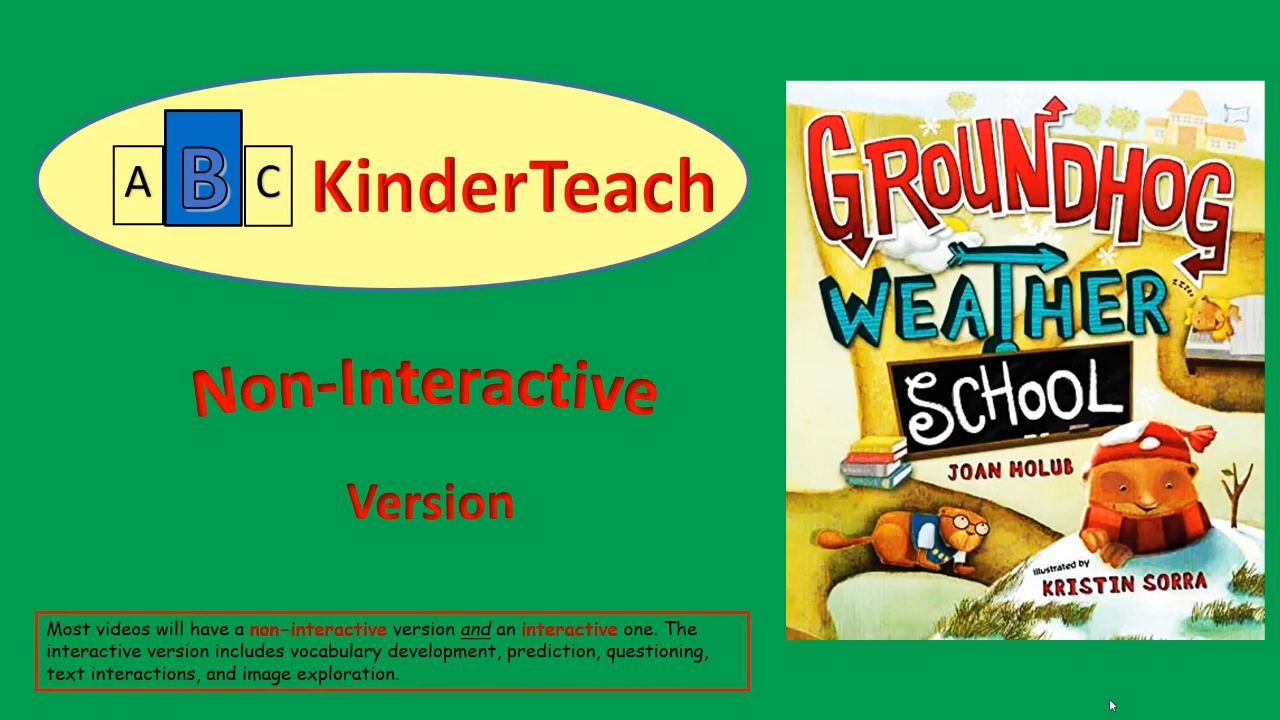 A B C KinderTeach
Non-Interactive
Version
Most videos will have a non-interactive version and an interactive one. The
interactive version includes vocabulary development, prediction, questioning,
text interactions, and image exploration.
GROUNDHOG
WEATHER
zzzzz
SCHOOL
JOAN HOLUB
Illustrated by
KRISTIN SORRA